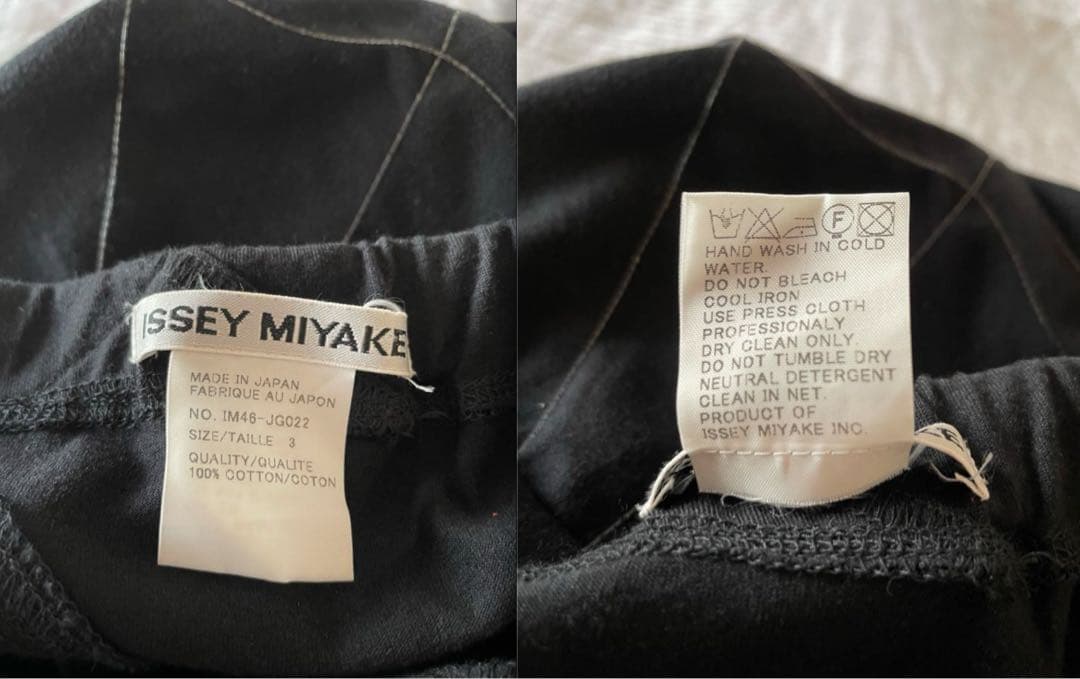 ISSEY MIYAKE
MADE IN JAPAN
FABRIQUE AU JAPON
NO. IM46-JG022
SIZE/TAILLE 3
QUALITY/QUALITE
100% COTTON/COTON
F
HAND WASH IN COLD
WATER.
DO NOT BLEACH
COOL IRON
USE PRESS CLOTH
PROFESSIONALY
DRY CLEAN ONLY.
DO NOT TUMBLE DRY
NEUTRAL DETERGENT
CLEAN IN NET.
PRODUCT OF
ISSEY MIYAKE INC.